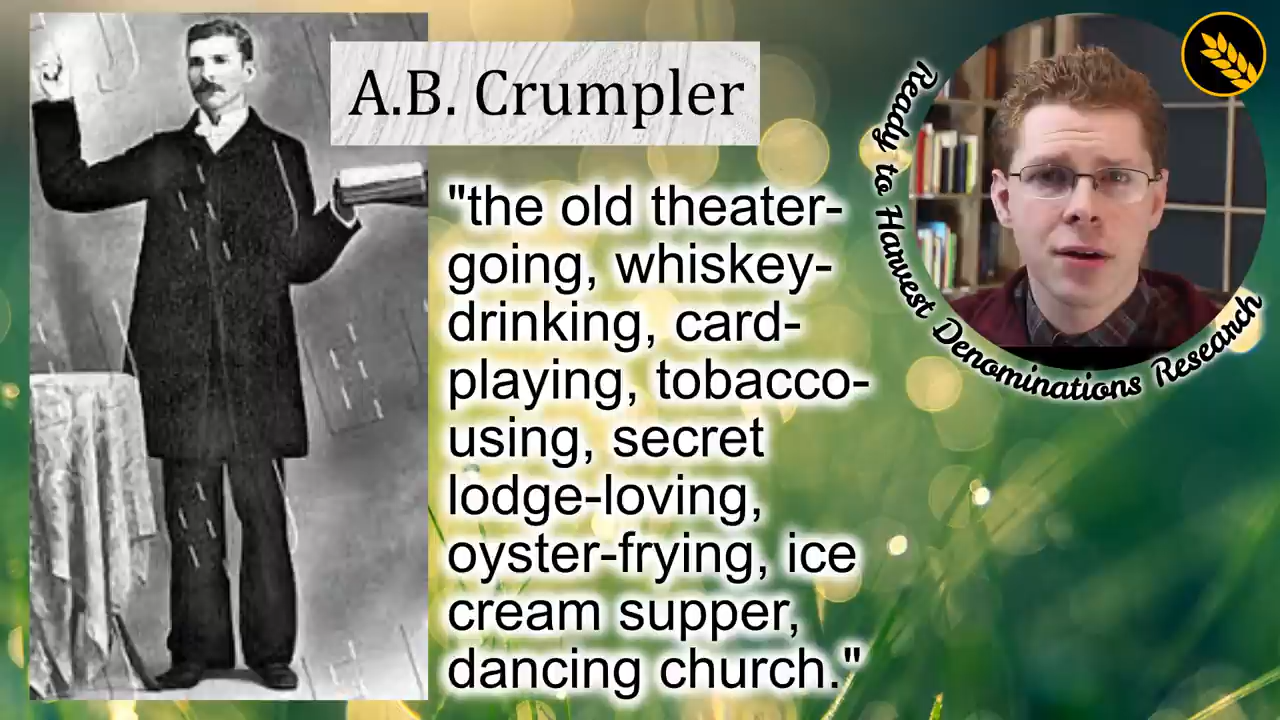 A.B. Crumpler
"the old theater-
going, whiskey-
drinking, card-
playing, tobacco-
using, secret
lodge-loving,
oyster-frying, ice
cream supper,
dancing church."
Ready to Harvest Denominations Research